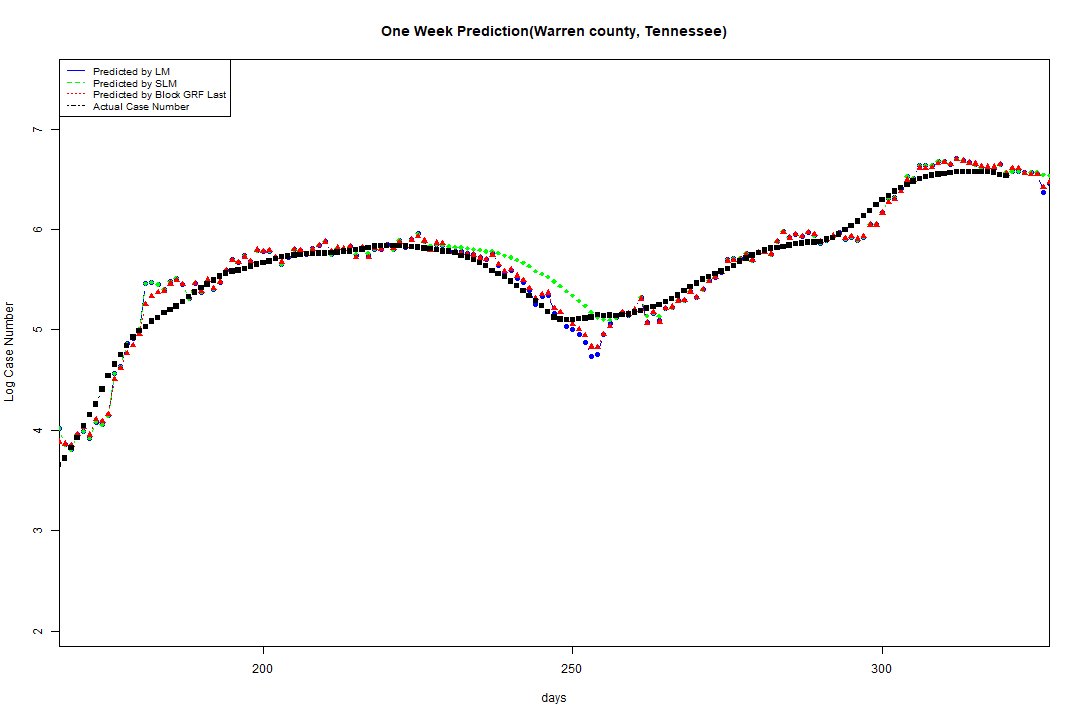 One Week Prediction(Warren county, Tennessee)
Predicted by LM
Predicted by SLM
Predicted by Block GRF Last
Actual Case Number
7
6
5
4
3
2
Log Case Number
200 250 300
days